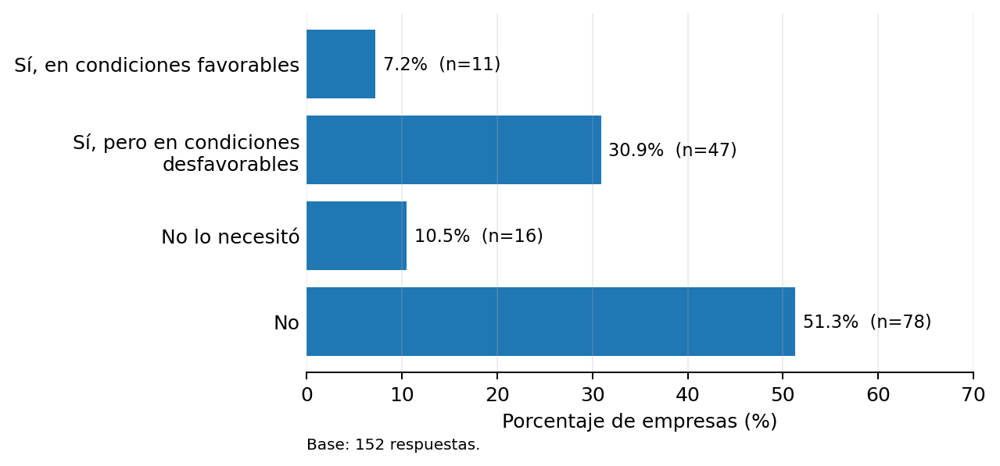 Sí, en condiciones favorables
7.2%  (n=11)
Sí, pero en condiciones
desfavorables
30.9%  (n=47)
No lo necesitó
10.5%  (n=16)
No
51.3%  (n=78)
0 10 20 30 40 50 60 70
Porcentaje de empresas (%)
Base: 152 respuestas.